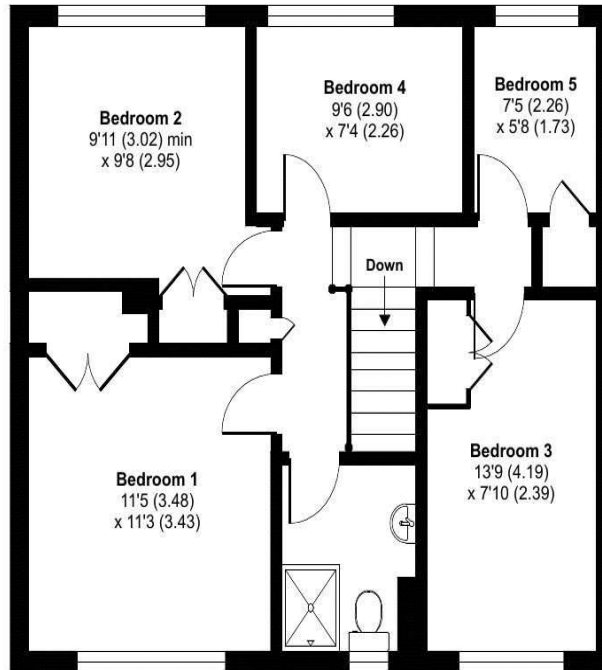 Bedroom 2
9'11 (3.02) min
x 9'8 (2.95)
Bedroom 4
9'6 (2.90)
x 7'4 (2.26)
Bedroom 5
7'5 (2.26)
x 5'8 (1.73)
Down
Bedroom 1
11'5 (3.48)
x 11'3 (3.43)
Bedroom 3
13'9 (4.19)
x 7'10 (2.39)